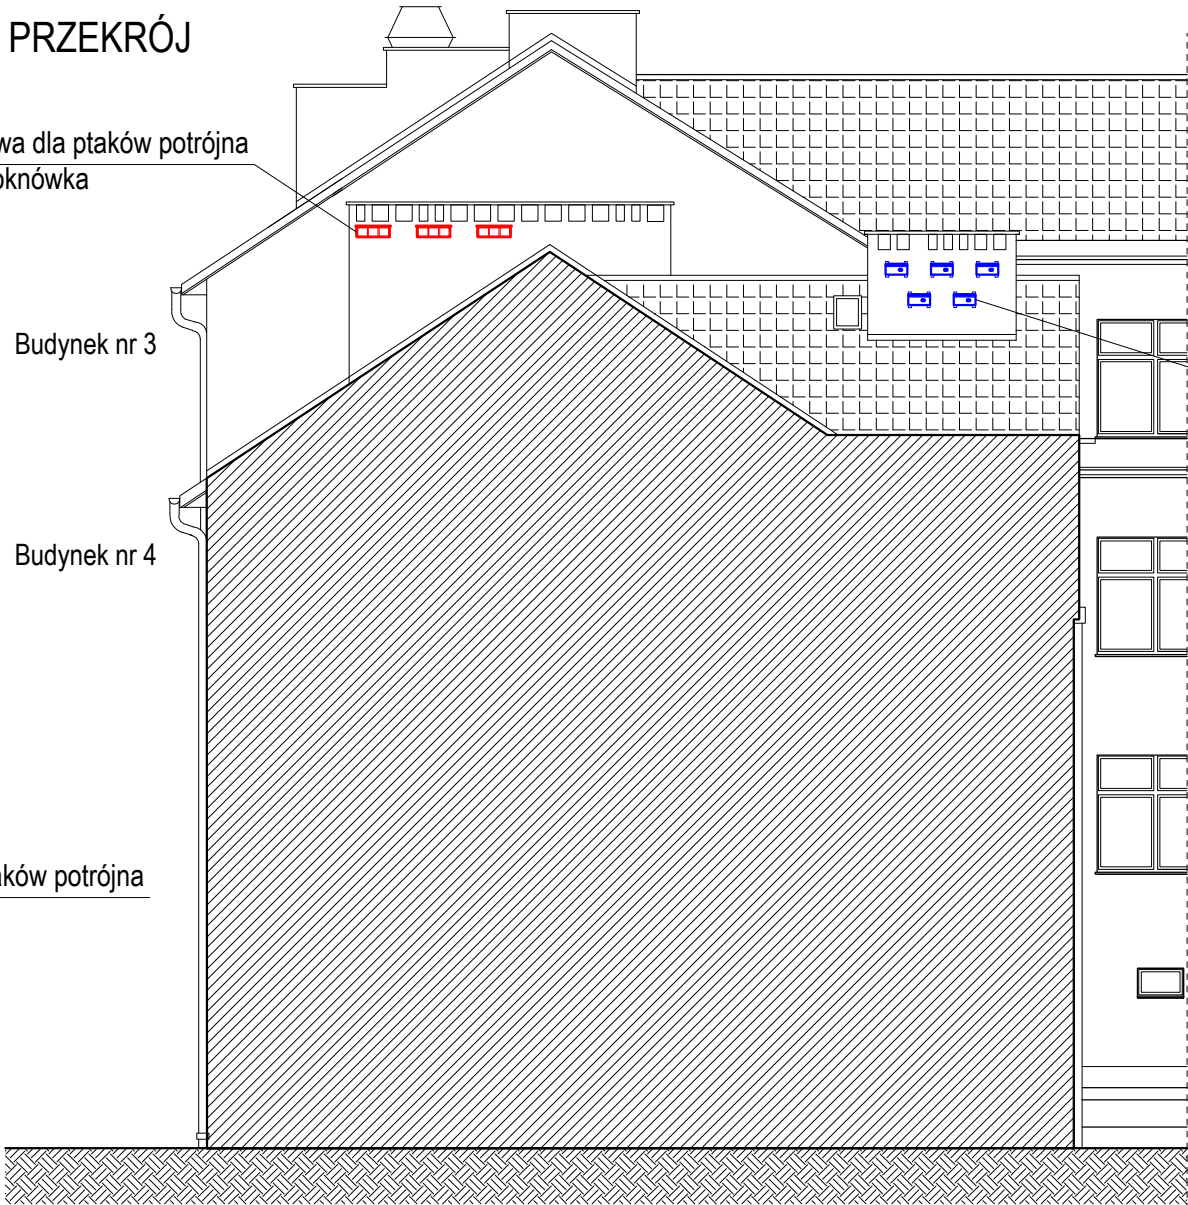 PRZEKRÓJ
wa dla ptaków potrójna
oknówka
Budynek nr 3
Budynek nr 4
aków potrójna